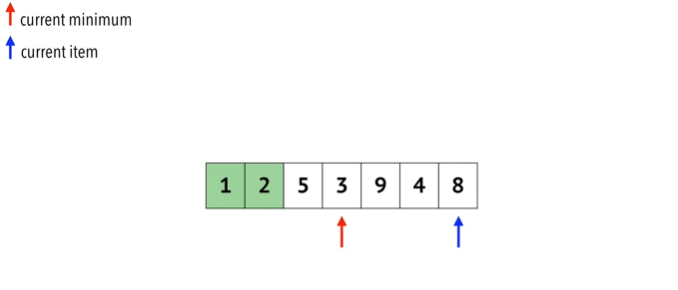 current minimum
current item
1 2 5 3 9 4 8